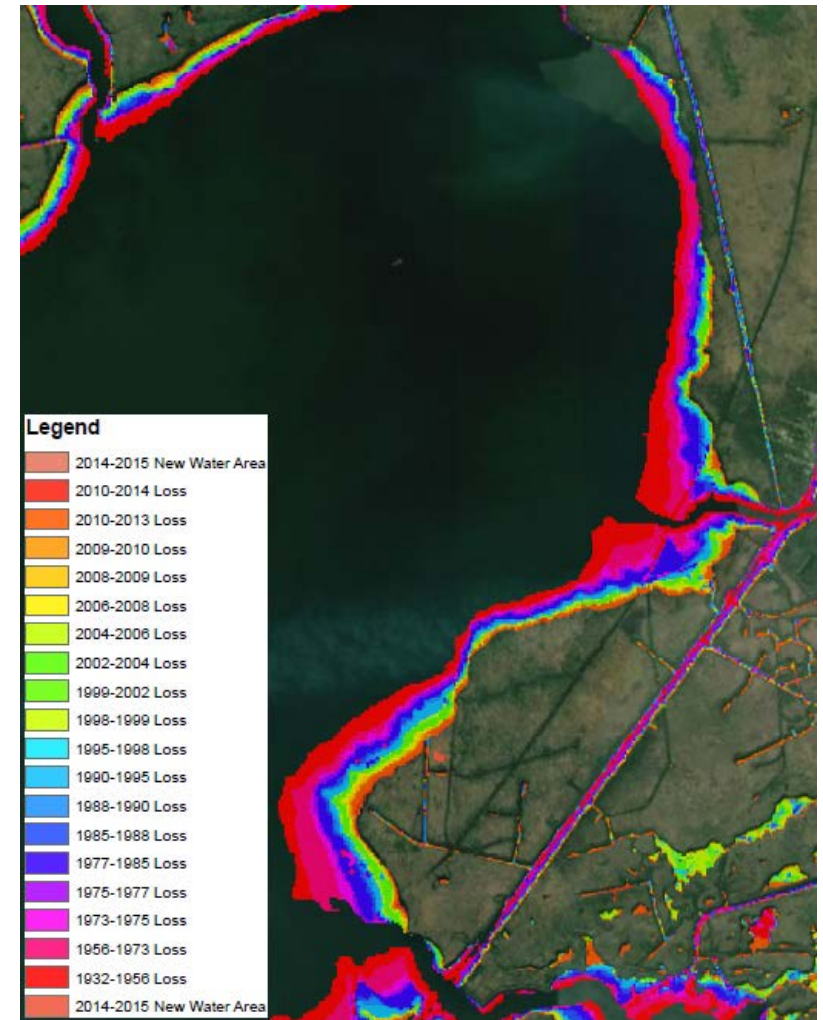 Legend
2014-2015 New Water Area
2010-2014 Loss
2010-2013 Loss
2009-2010 Loss
2008-2009 Loss
2006-2008 Loss
2004-2006 Loss
2002-2004 Loss
1999-2002 Loss
1998-1999 Loss
1995-1998 Loss
1990-1995 Loss
1988-1990 Loss
1985-1988 Loss
1977-1985 Loss
1975-1977 Loss
1973-1975 Loss
1956-1973 Loss
1932-1956 Loss
2014-2015 New Water Area